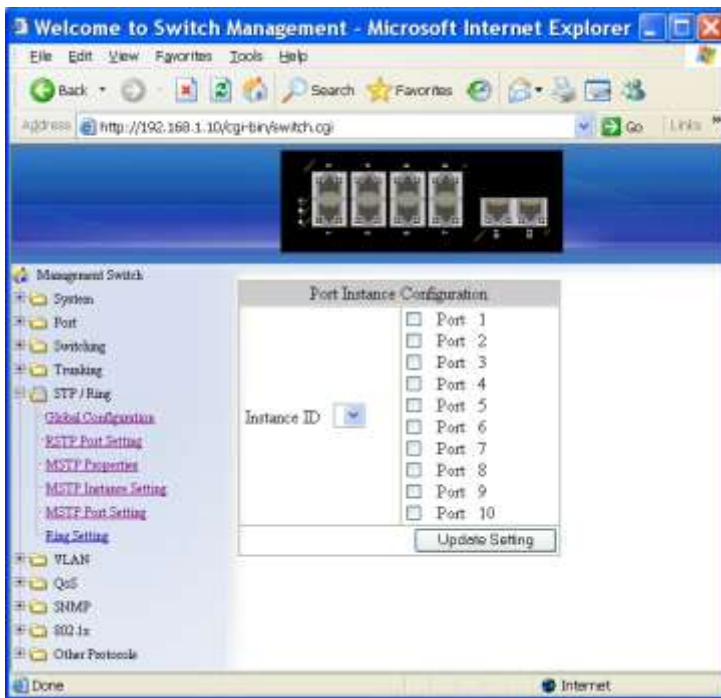 Welcome to Switch Management - Microsoft Internet Explorer
File Edit View Favorites Tools Help
Back Search Favorites
Address http://192.168.1.10/cgi-bin/switch.cgi Go Links »
Management Switch
System
Port
Switching
Trunking
STP / Ring
Global Configuration
RSTP Port Setting
MSTP Properties
MSTP Instance Setting
MSTP Port Setting
Ring Setting
VLAN
QoS
SNMP
802.1x
Other Protocols
Port Instance Configuration
Instance ID
Port 1
Port 2
Port 3
Port 4
Port 5
Port 6
Port 7
Port 8
Port 9
Port 10
Update Setting
Done Internet